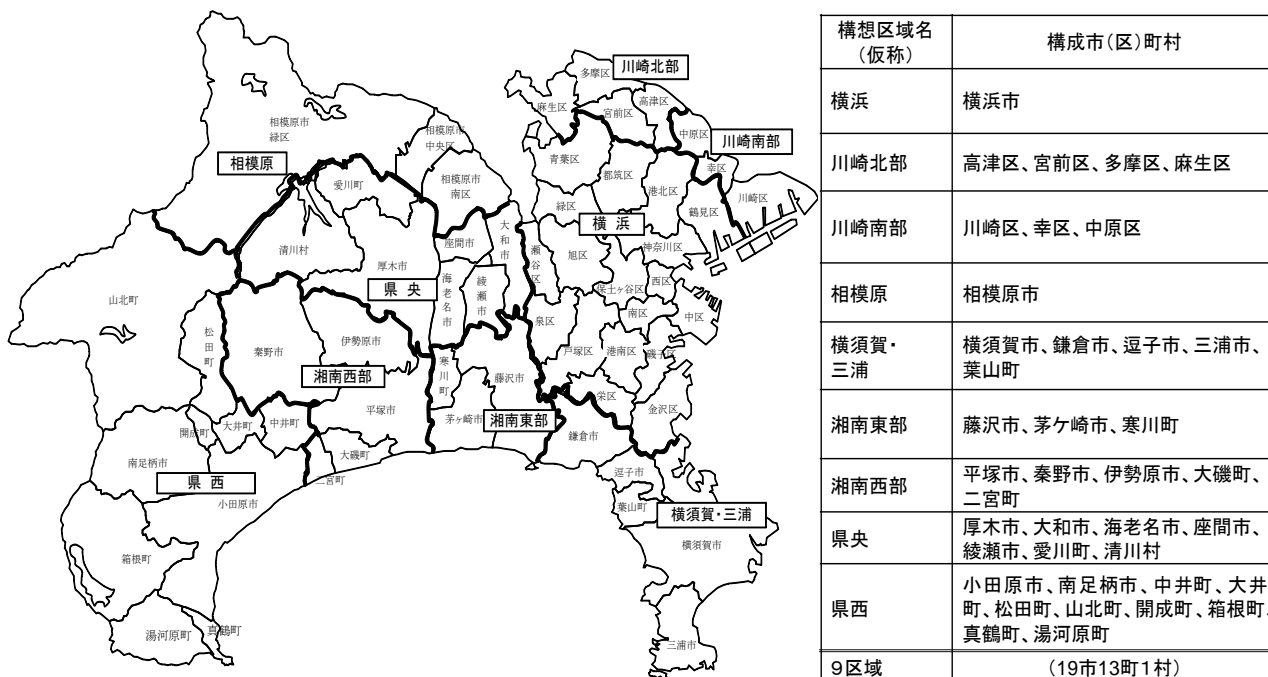 多摩区
川崎北部
麻生区
宮前区
高津区
中原区
川崎南部
相模原市
緑区
相模原市
中央区
青葉区
幸区
相模原
愛川町
相模原市
南区
都筑区
港北区
川崎区
緑区
鶴見区
横 浜
大和市
座間市
瀬谷区
旭区
神奈川区
清川村
厚木市
県 央
海老名市
綾瀬市
保土ヶ谷区
西区
山北町
泉区
南区
中区
松田町
秦野市
伊勢原市
戸塚区
港南区
磯子区
湘南西部
寒川町
藤沢市
栄区
金沢区
平塚市
茅ヶ崎市
湘南東部
鎌倉市
開成町
大井町
中井町
大磯町
南足柄市
二宮町
逗子市
県 西
小田原市
葉山町
横須賀・三浦
横須賀市
箱根町
湯河原町
真鶴町
三浦市
構想区域名
(仮称)
構成市(区)町村
横浜
横浜市
川崎北部
高津区、宮前区、多摩区、麻生区
川崎南部
川崎区、幸区、中原区
相模原
相模原市
横須賀・
三浦
横須賀市、鎌倉市、逗子市、三浦市、
葉山町
湘南東部
藤沢市、茅ケ崎市、寒川町
湘南西部
平塚市、秦野市、伊勢原市、大磯町、
二宮町
県央
厚木市、大和市、海老名市、座間市、
綾瀬市、愛川町、清川村
県西
小田原市、南足柄市、中井町、大井
町、松田町、山北町、開成町、箱根町、
真鶴町、湯河原町
9区域
(19市13町1村)